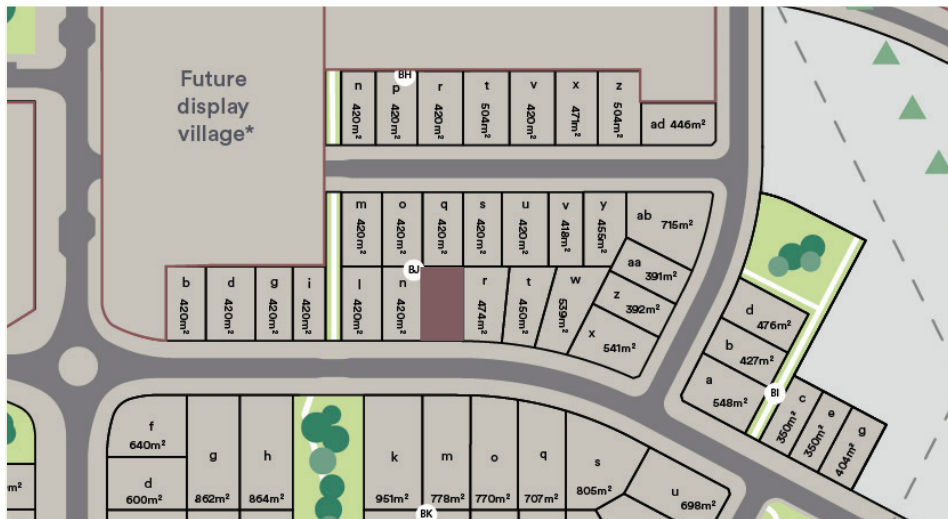 Future
display
village*
BH
n
420m²
p
420m²
r
420m²
t
504m²
v
420m²
x
471m²
z
504m²
ad 446m²
m
420m²
o
420m²
q
420m²
s
420m²
u
420m²
v
418m²
y
455m²
ab
715m²
aa
391m²
z
392m²
x
541m²
BJ
b
420m²
d
420m²
g
420m²
i
420m²
l
420m²
n
420m²
r
474m²
t
450m²
w
539m²
d
476m²
b
427m²
a
548m²
BI
c
350m²
e
350m²
g
404m²
f
640m²
d
600m²
g
862m²
h
864m²
k
951m²
m
778m²
o
770m²
q
707m²
s
805m²
u
698m²
BK